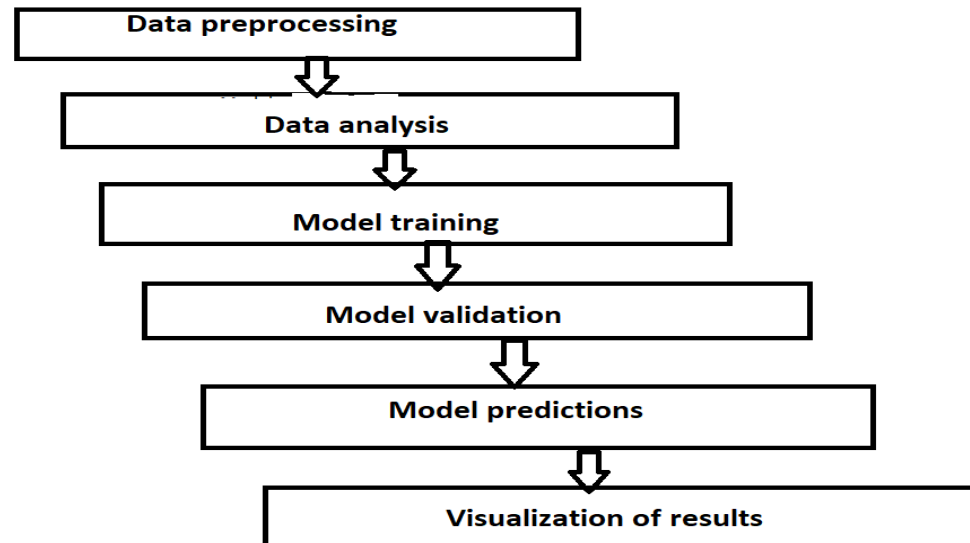 Data preprocessing
Data analysis
Model training
Model validation
Model predictions
Visualization of results